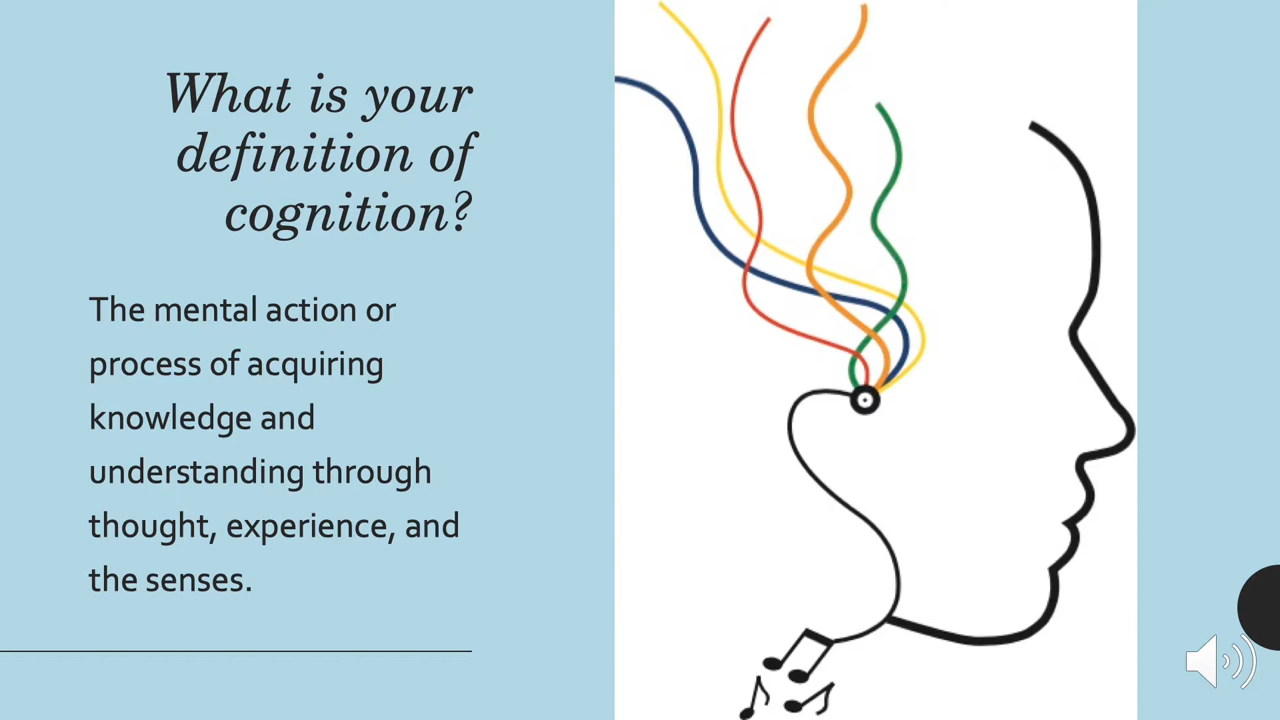 What is your
definition of
cognition?
The mental action or
process of acquiring
knowledge and
understanding through
thought, experience, and
the senses.